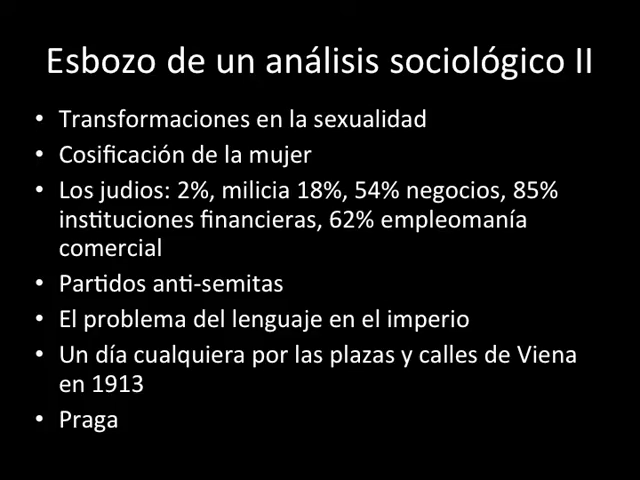 Esbozo de un análisis sociológico II
• Transformaciones en la sexualidad
• Cosificación de la mujer
• Los judios: 2%, milicia 18%, 54% negocios, 85%
instituciones financieras, 62% empleomanía
comercial
• Partidos anti-semitas
• El problema del lenguaje en el imperio
• Un día cualquiera por las plazas y calles de Viena
en 1913
• Praga